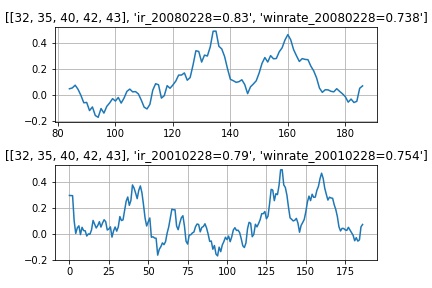 [[32, 35, 40, 42, 43], 'ir_20080228=0.83', 'winrate_20080228=0.738']
0.4
0.2
0.0
−0.2
80 100 120 140 160 180
[[32, 35, 40, 42, 43], 'ir_20010228=0.79', 'winrate_20010228=0.754']
0.4
0.2
0.0
−0.2
0 25 50 75 100 125 150 175